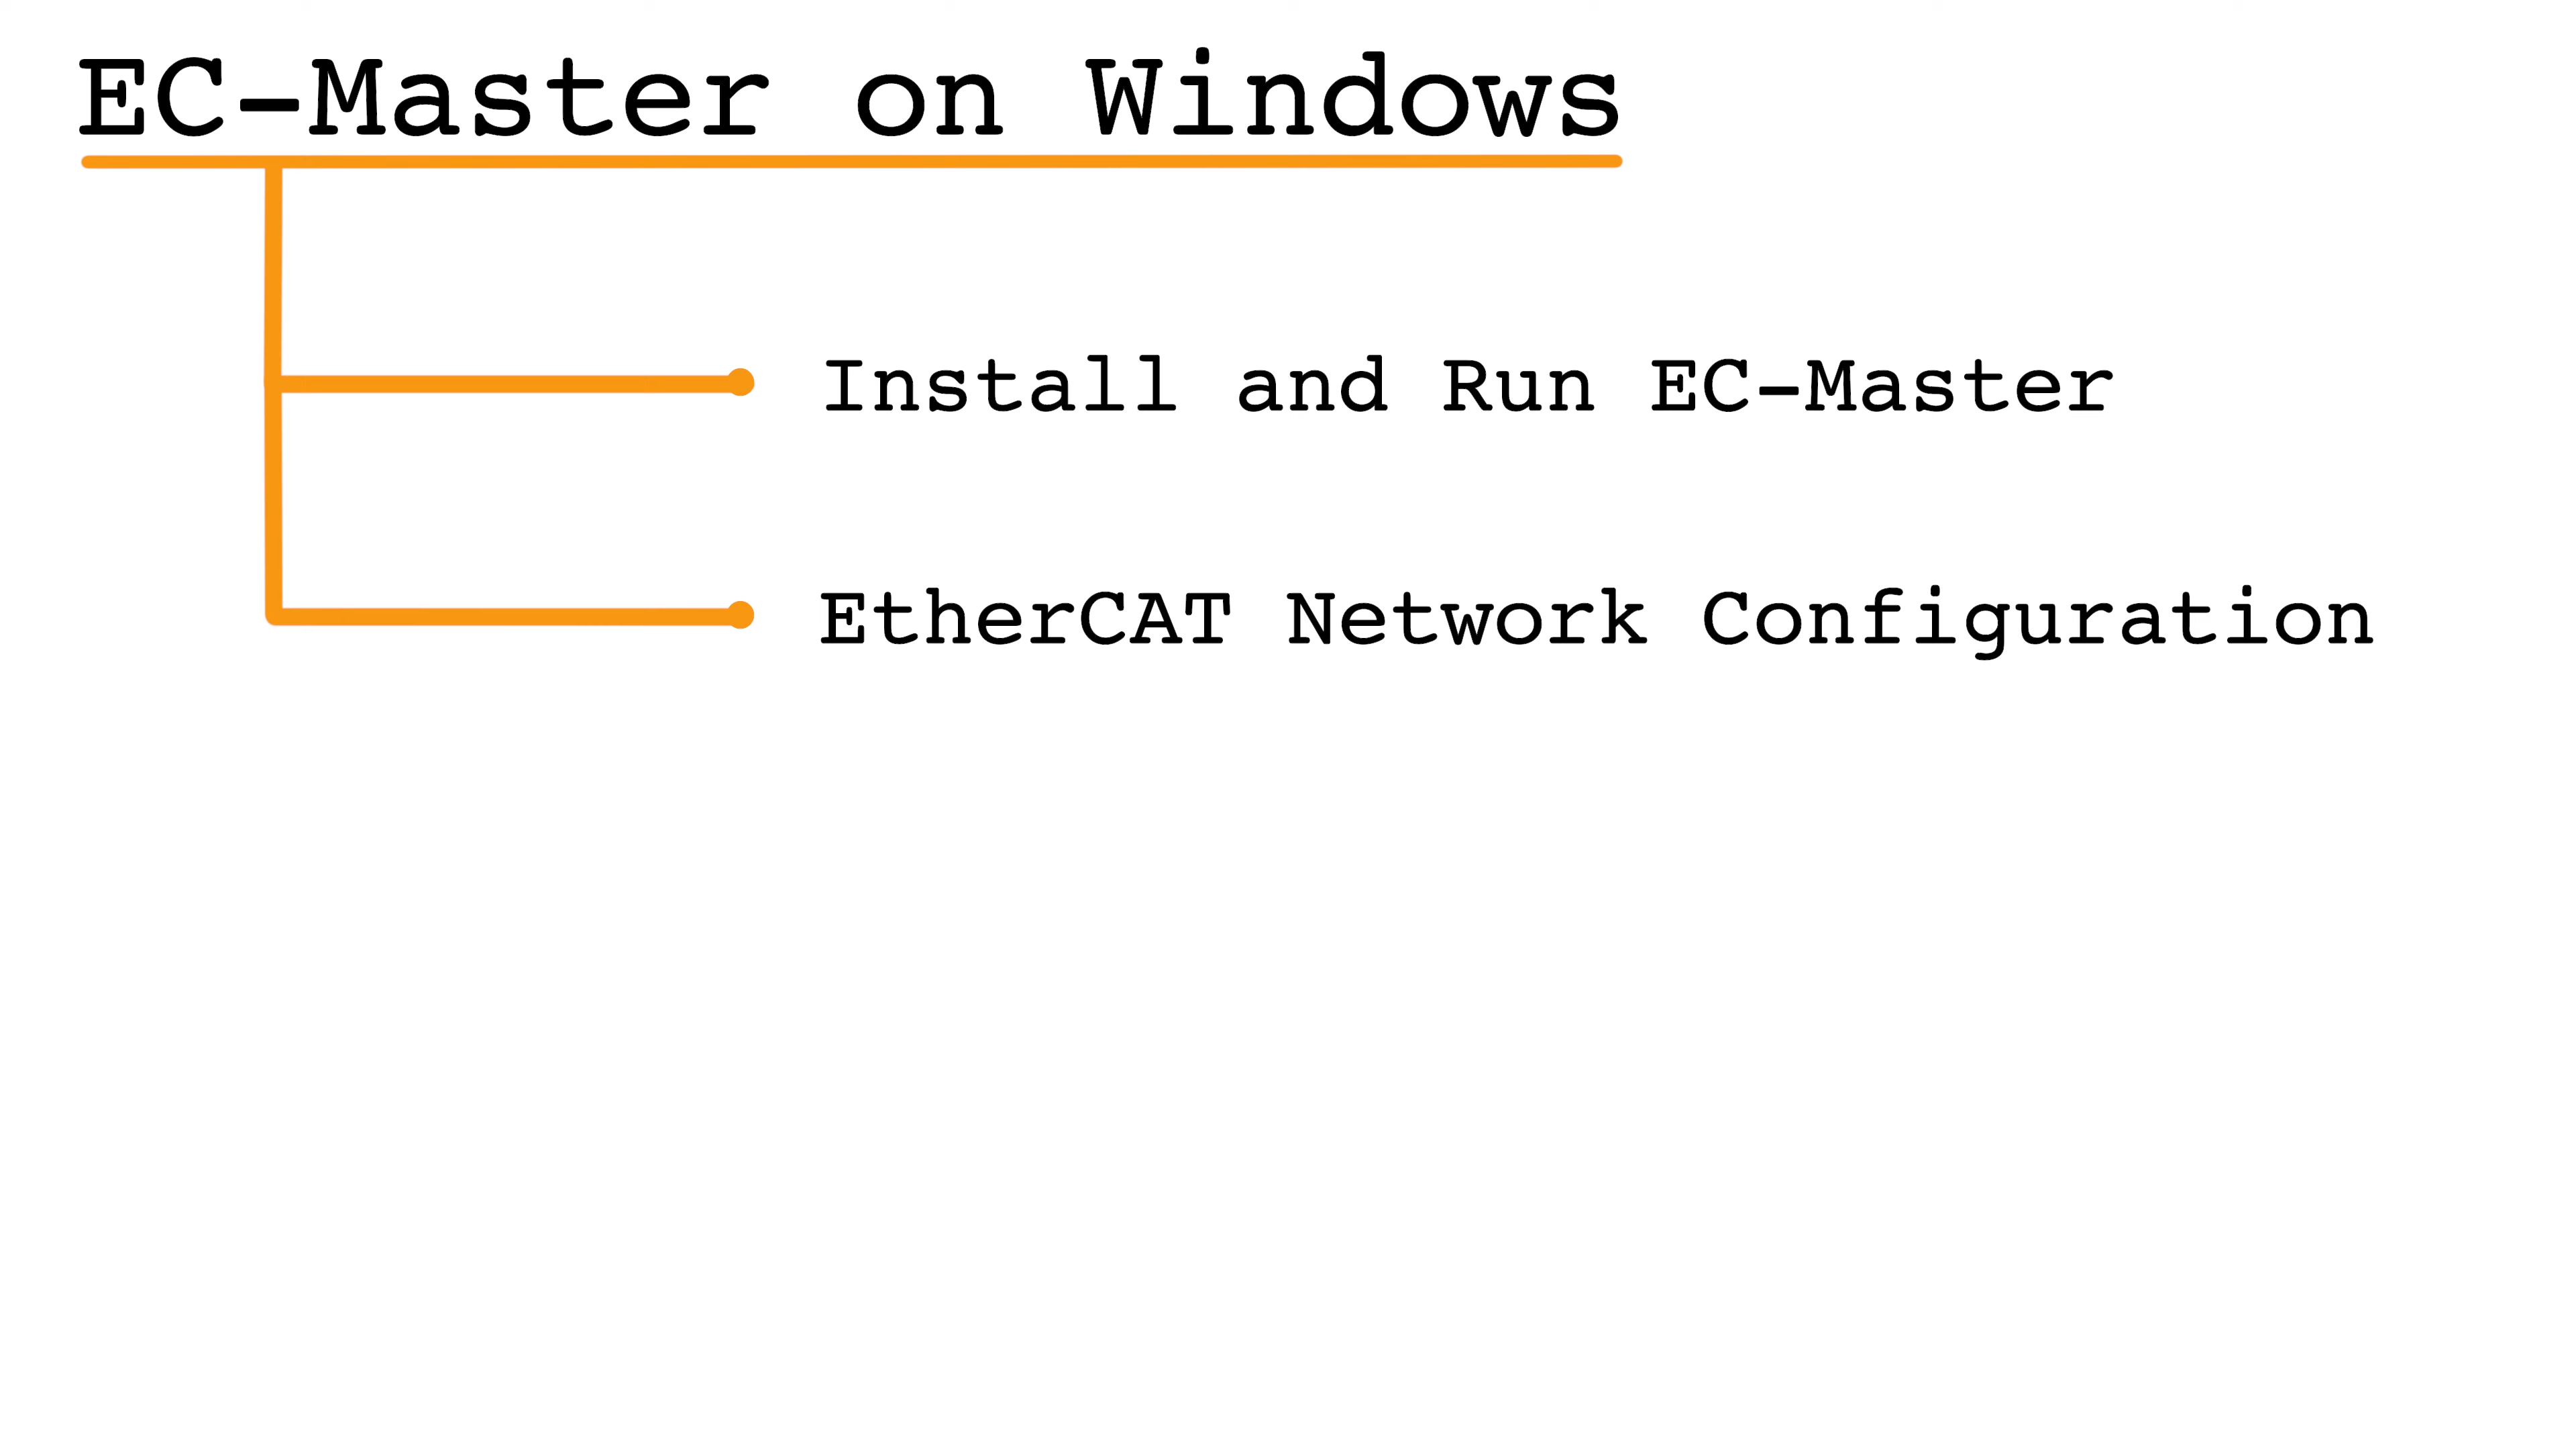 EC-Master on Windows
Install and Run EC-Master
EtherCAT Network Configuration